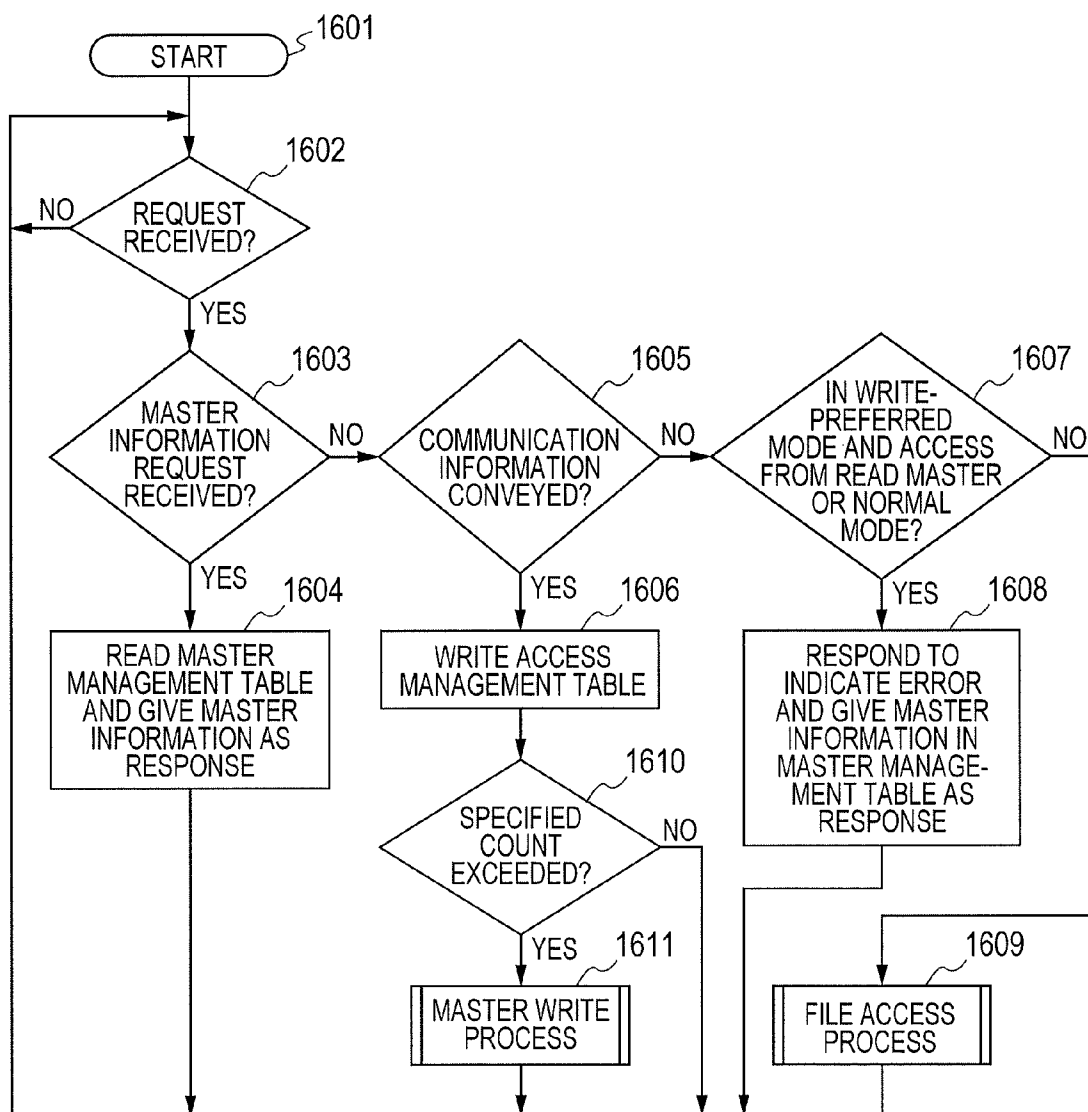 1601
START
1602
NO
REQUEST
RECEIVED?
YES
1603
MASTER
INFORMATION
REQUEST
RECEIVED?
NO
YES
1605
COMMUNICATION
INFORMATION
CONVEYED?
NO
YES
1607
IN WRITE-
PREFERRED
MODE AND ACCESS
FROM READ MASTER
OR NORMAL
MODE?
NO
YES
1604
READ MASTER
MANAGEMENT TABLE
AND GIVE MASTER
INFORMATION AS
RESPONSE
1606
WRITE ACCESS
MANAGEMENT TABLE
1608
RESPOND TO
INDICATE ERROR
AND GIVE MASTER
INFORMATION IN
MASTER MANAGE-
MENT TABLE AS
RESPONSE
1610
SPECIFIED
COUNT
EXCEEDED?
NO
YES
1611
MASTER WRITE
PROCESS
1609
FILE ACCESS
PROCESS